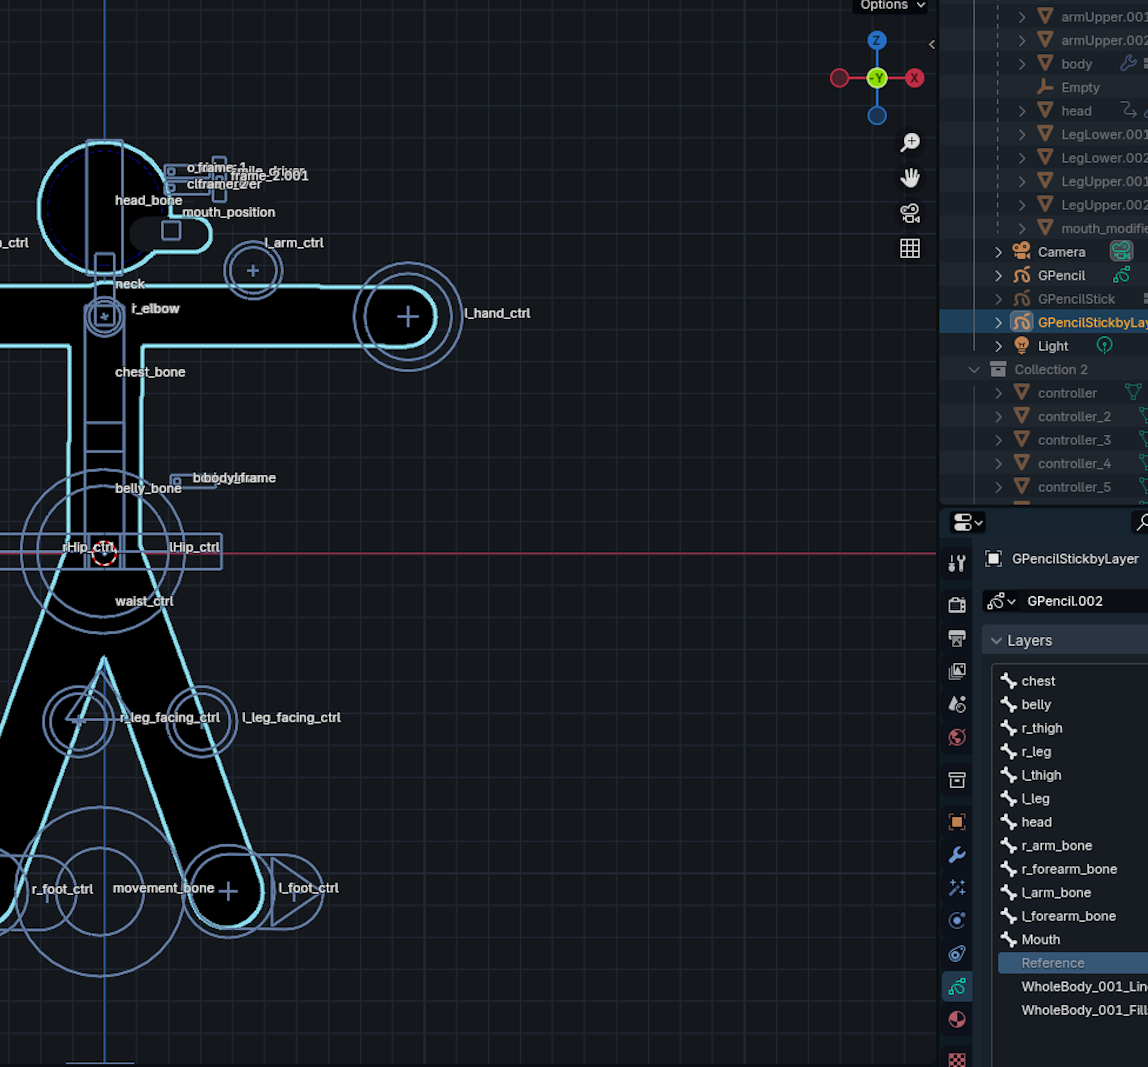 Options
Z
-Y
X
head_bone
mouth_position
l_arm_ctrl
_ctrl
neck
r_elbow
l_hand_ctrl
chest_bone
belly_bone
rHip_ctrl
lHip_ctrl
waist_ctrl
r_leg_facing_ctrl
l_leg_facing_ctrl
r_foot_ctrl
movement_bone
l_foot_ctrl
frame_2.001
armUpper.001
armUpper.002
body
Empty
head
LegLower.001
LegLower.002
LegUpper.001
LegUpper.002
mouth_modifie
Camera
GPencil
GPencilStick
GPencilStickbyLay
Light
Collection 2
controller
controller_2
controller_3
controller_4
controller_5
GPencilStickbyLayer
GPencil.002
Layers
chest
belly
r_thigh
r_leg
l_thigh
l_leg
head
r_arm_bone
r_forearm_bone
l_arm_bone
l_forearm_bone
Mouth
Reference
WholeBody_001_Lin
WholeBody_001_Fill